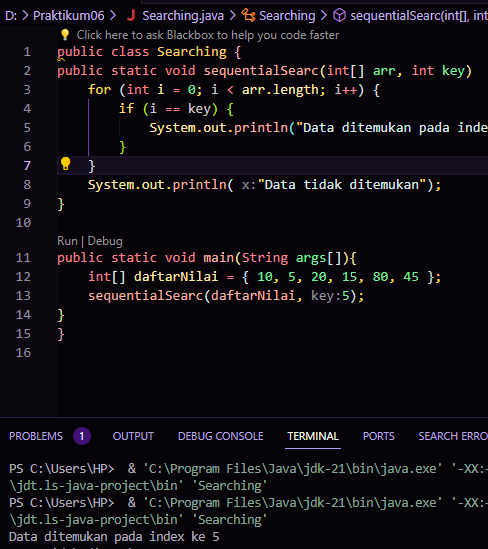 D: > Praktikum06 > J Searching.java > Searching > sequentialSearc(int[], int
Click here to ask Blackbox to help you code faster
1 public class Searching {
2 public static void sequentialSearc(int[] arr, int key)
3 for (int i = 0; i < arr.length; i++) {
4 if (i == key) {
5 System.out.println("Data ditemukan pada inde
6 }
7 }
8 System.out.println( x:"Data tidak ditemukan");
9 }
10
Run | Debug
11 public static void main(String args[]){
12 int[] daftarNilai = { 10, 5, 20, 15, 80, 45 };
13 sequentialSearc(daftarNilai, key:5);
14 }
15 }
16
PROBLEMS 1 OUTPUT DEBUG CONSOLE TERMINAL PORTS SEARCH ERRO
PS C:\Users\HP> & 'C:\Program Files\Java\jdk-21\bin\java.exe' '-XX:
\jdt.ls-java-project\bin' 'Searching'
PS C:\Users\HP> & 'C:\Program Files\Java\jdk-21\bin\java.exe' '-XX:
\jdt.ls-java-project\bin' 'Searching'
Data ditemukan pada index ke 5